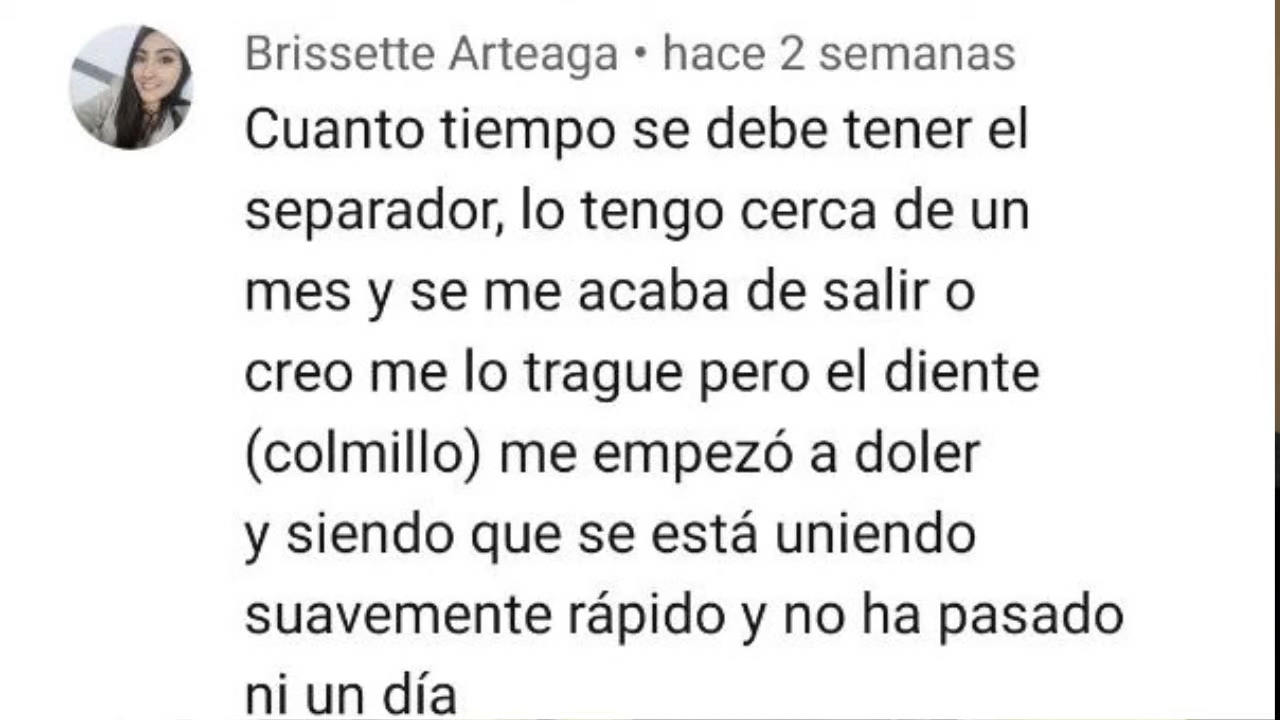 Brissette Arteaga • hace 2 semanas
Cuanto tiempo se debe tener el
separador, lo tengo cerca de un
mes y se me acaba de salir o
creo me lo trague pero el diente
(colmillo) me empezó a doler
y siendo que se está uniendo
suavemente rápido y no ha pasado
ni un día